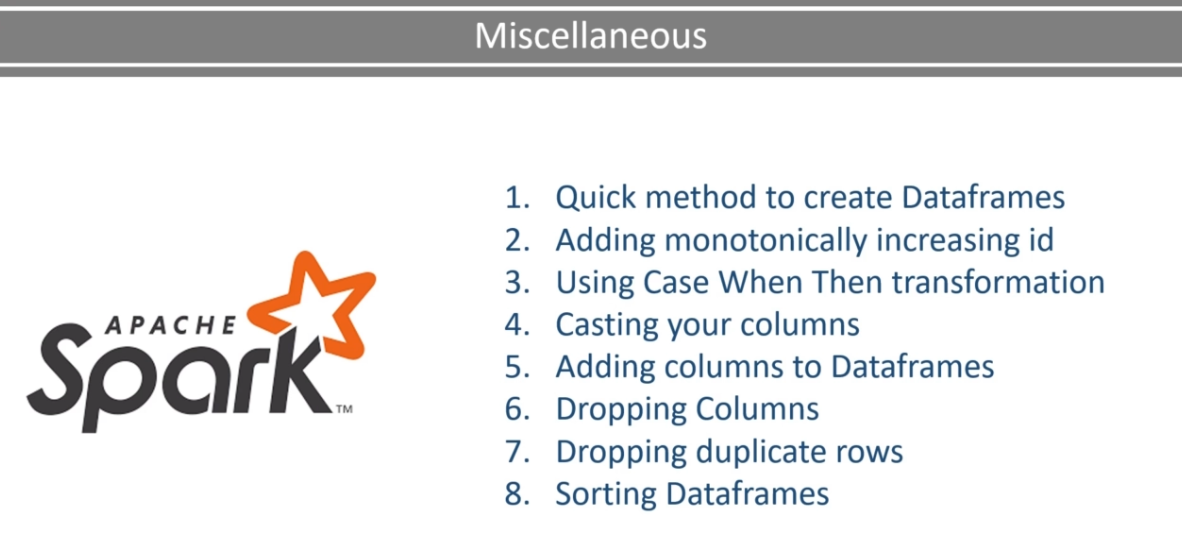 Miscellaneous
1. Quick method to create Dataframes
2. Adding monotonically increasing id
3. Using Case When Then transformation
4. Casting your columns
5. Adding columns to Dataframes
6. Dropping Columns
7. Dropping duplicate rows
8. Sorting Dataframes
APACHE
Spark™